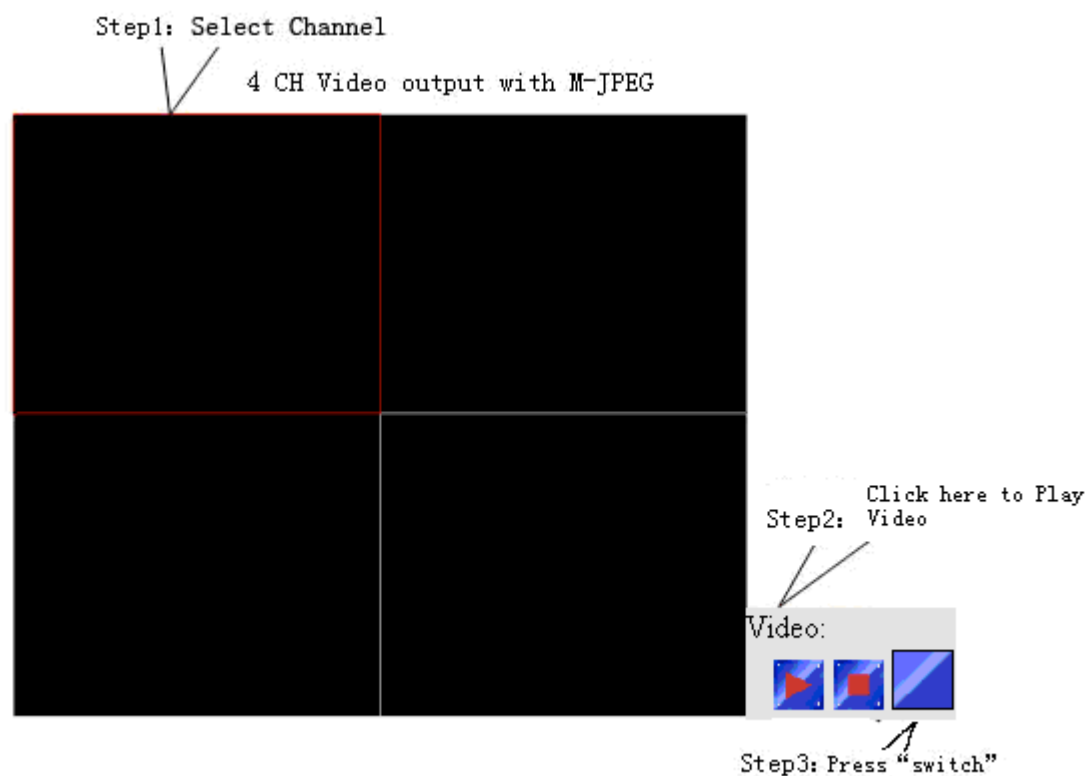 Step1: Select Channel
4 CH Video output with M-JPEG
Click here to Play
Step2: Video
Video:
Step3: Press “switch”